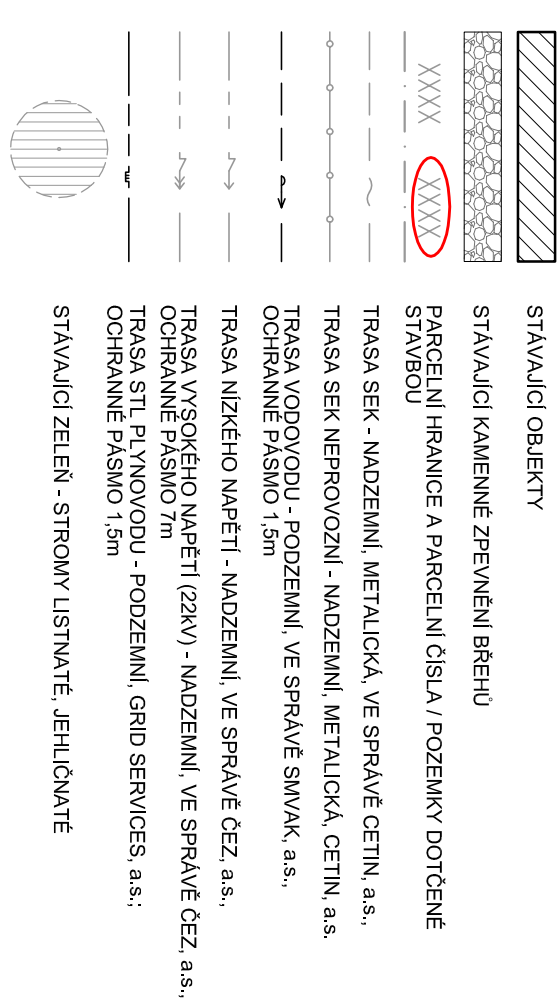 STÁVAJÍCÍ OBJEKTY
STÁVAJÍCÍ KAMENNÉ ZPEVNĚNÍ BŘEHŮ
XXXX XXXX PARCELNÍ HRANICE A PARCELNÍ ČÍSLA / POZEMKY DOTČENÉ
STAVBOU
TRASA SEK - NADZEMNÍ, METALICKÁ, VE SPRÁVĚ CETIN, a.s.,
TRASA SEK NEPROVOZNÍ - NADZEMNÍ, METALICKÁ, CETIN, a.s.
TRASA VODOVODU - PODZEMNÍ, VE SPRÁVĚ SMVAK, a.s.,
OCHRANNÉ PÁSMO 1,5m
TRASA NÍZKÉHO NAPĚTÍ - NADZEMNÍ, VE SPRÁVĚ ČEZ, a.s.,
TRASA VYSOKÉHO NAPĚTÍ (22kV) - NADZEMNÍ, VE SPRÁVĚ ČEZ, a.s.,
OCHRANNÉ PÁSMO 7m
TRASA STL PLYNOVODU - PODZEMNÍ, GRID SERVICES, a.s.;
OCHRANNÉ PÁSMO 1,5m
STÁVAJÍCÍ ZELEŇ - STROMY LISTNATÉ, JEHLIČNATÉ